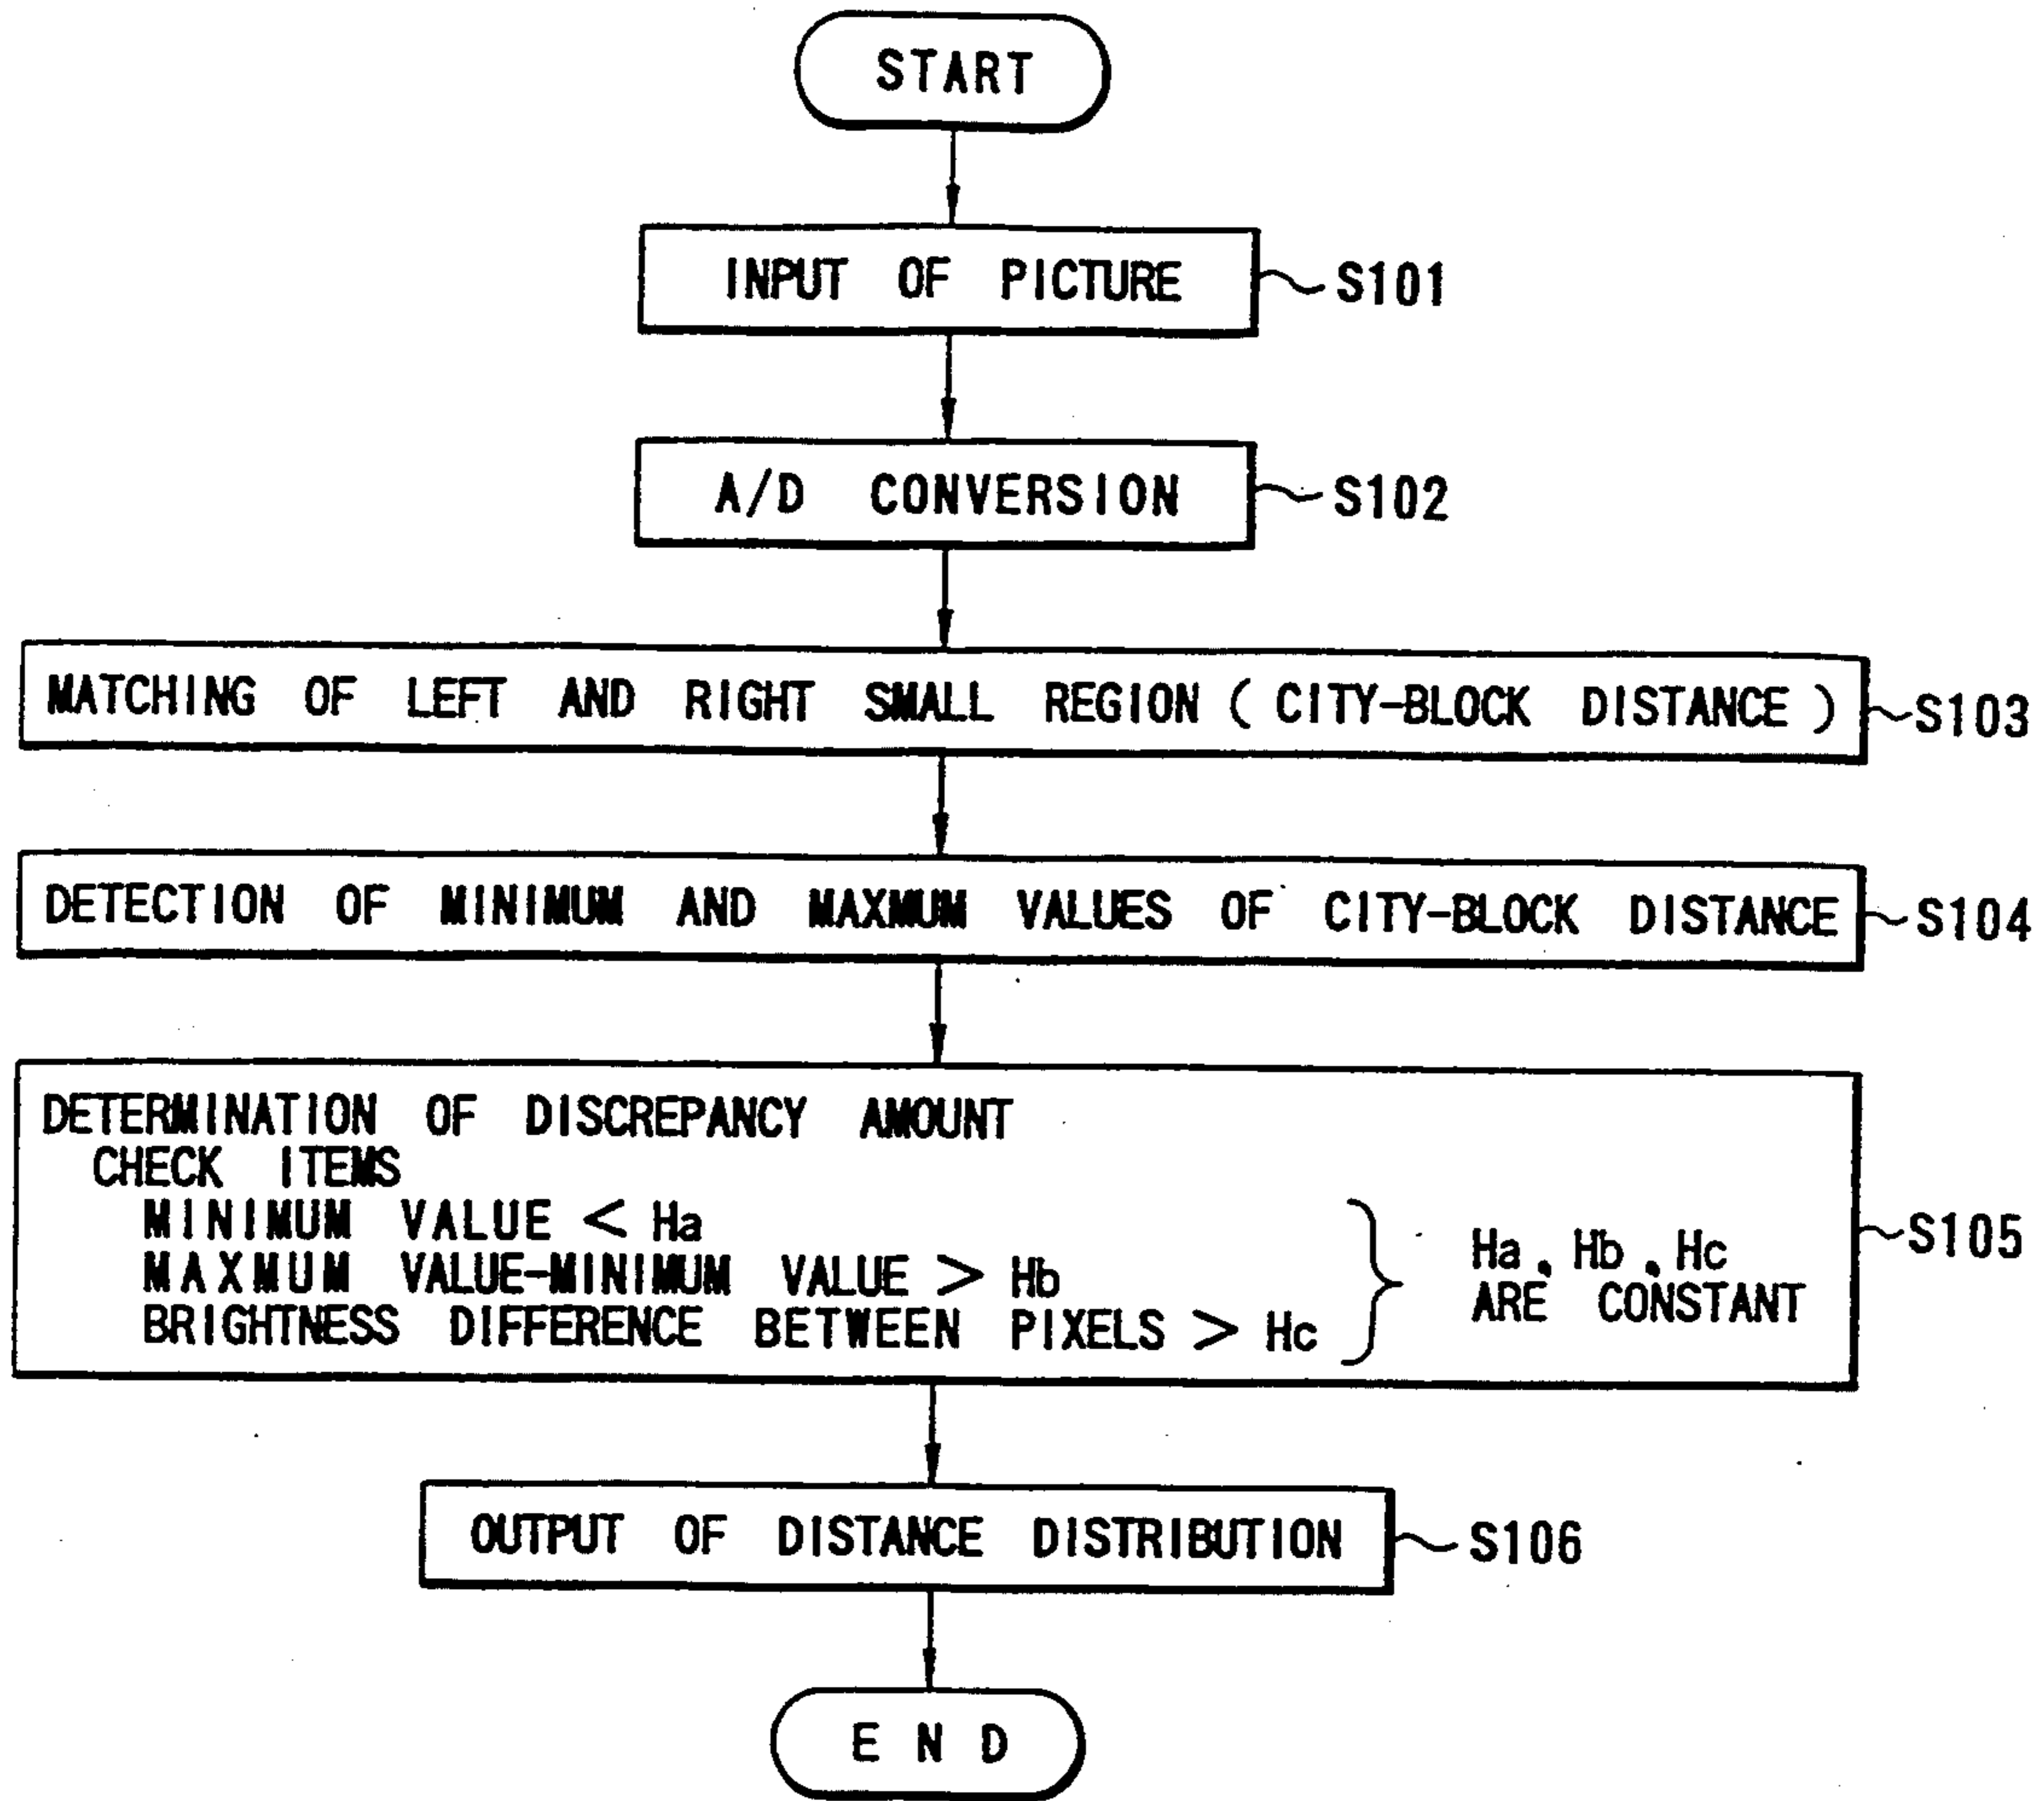 START
INPUT OF PICTURE
S101
A/D CONVERSION
S102
MATCHING OF LEFT AND RIGHT SMALL REGION ( CITY-BLOCK DISTANCE )
S103
DETECTION OF MINIMUM AND MAXMUM VALUES OF CITY-BLOCK DISTANCE
S104
DETERMINATION OF DISCREPANCY AMOUNT
CHECK ITEMS
MINIMUM VALUE < Ha
MAXMUM VALUE-MINIMUM VALUE > Hb
BRIGHTNESS DIFFERENCE BETWEEN PIXELS > Hc
Ha, Hb, Hc
ARE CONSTANT
S105
OUTPUT OF DISTANCE DISTRIBUTION
S106
END